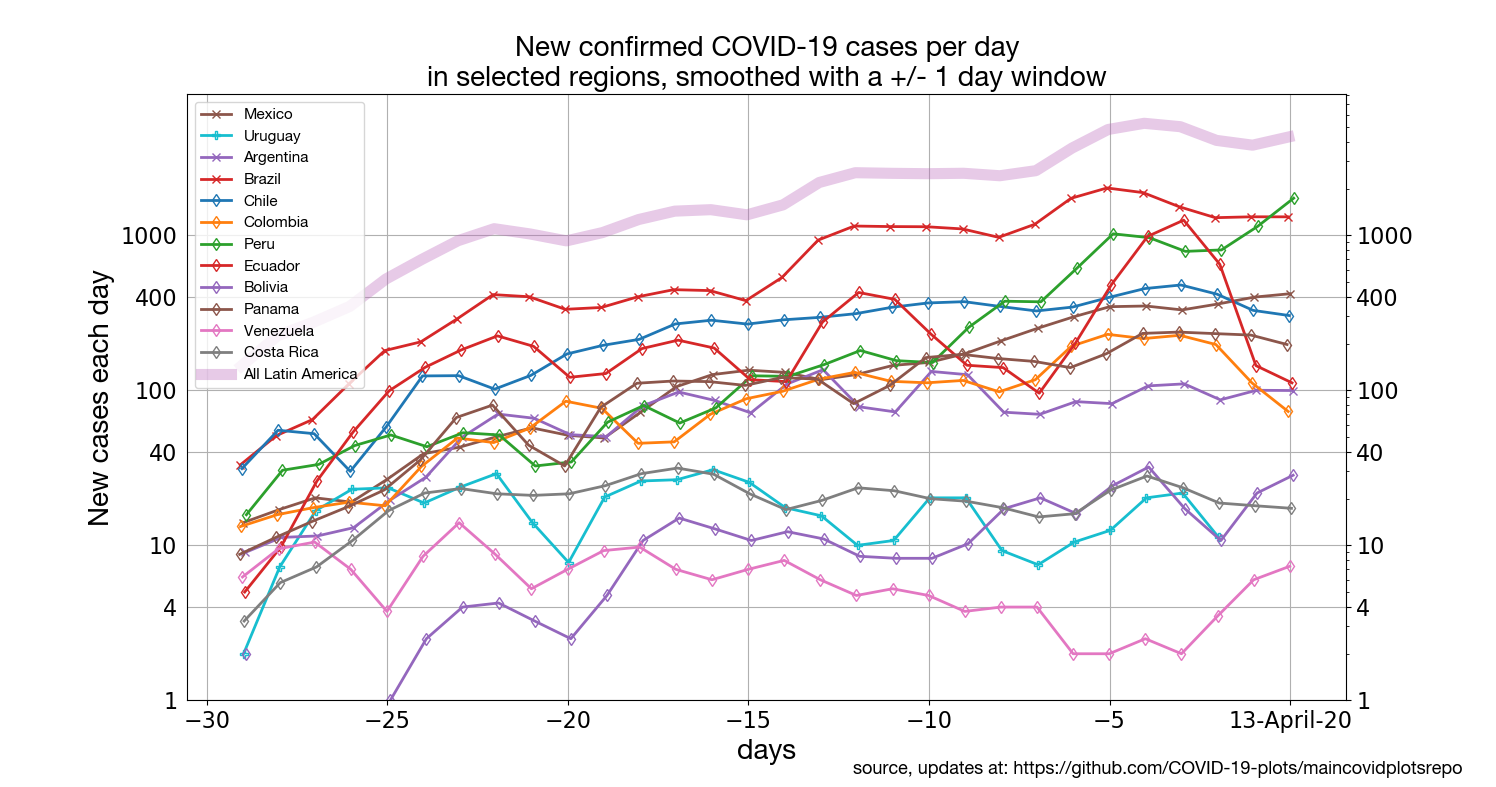 New confirmed COVID-19 cases per day
in selected regions, smoothed with a +/- 1 day window
Mexico
Uruguay
Argentina
Brazil
Chile
Colombia
Peru
Ecuador
Bolivia
Panama
Venezuela
Costa Rica
All Latin America
New cases each day
1000
400
100
40
10
4
1
1000
400
100
40
10
4
1
−30
−25
−20
−15
−10
−5
13-April-20
days
source, updates at: https://github.com/COVID-19-plots/maincovidplotsrepo